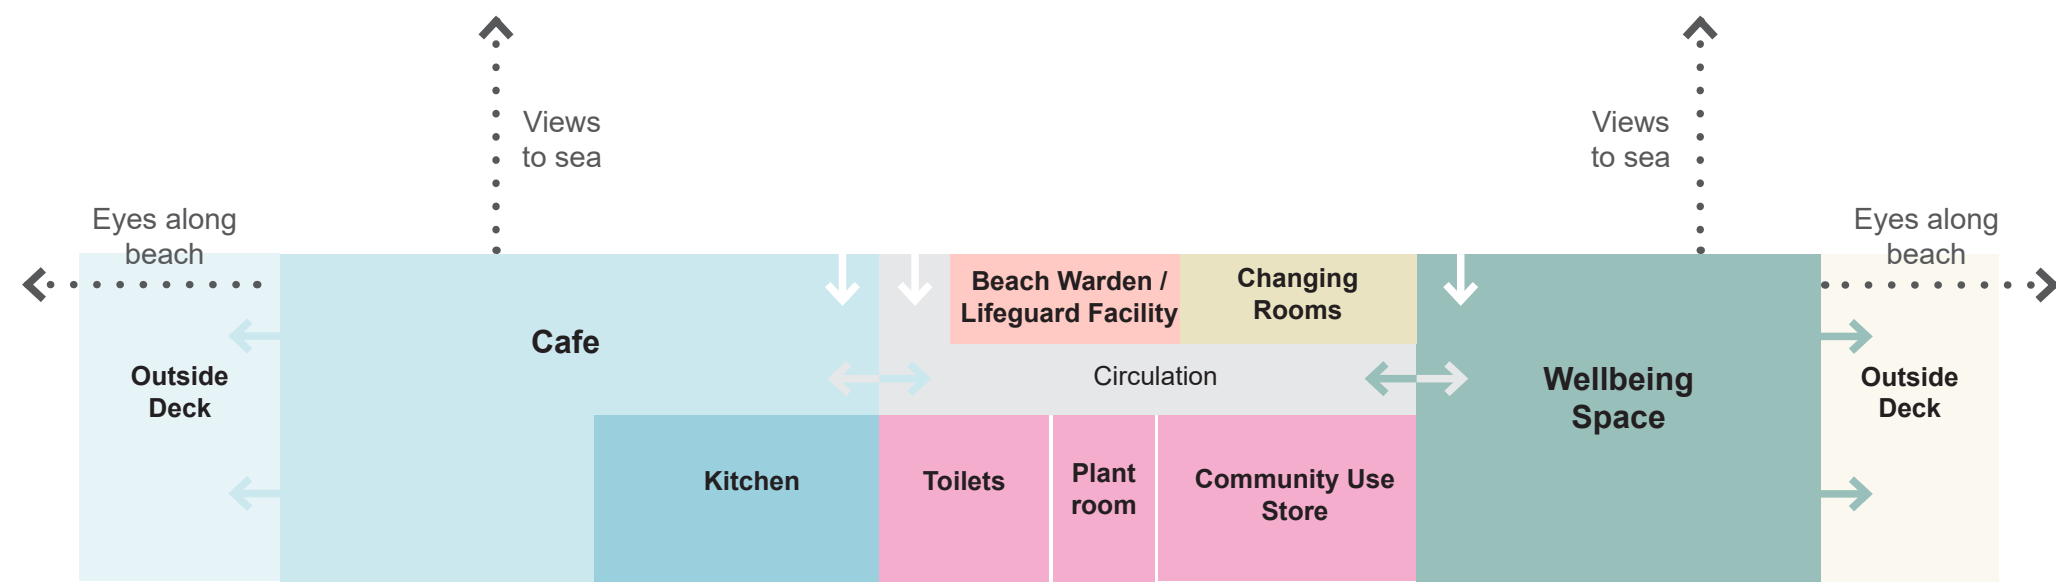 Views
to sea
Views
to sea
Eyes along
beach
Eyes along
beach
Beach Warden /
Lifeguard Facility
Changing
Rooms
Cafe
Outside
Deck
Circulation
Wellbeing
Space
Outside
Deck
Kitchen
Toilets
Plant
room
Community Use
Store